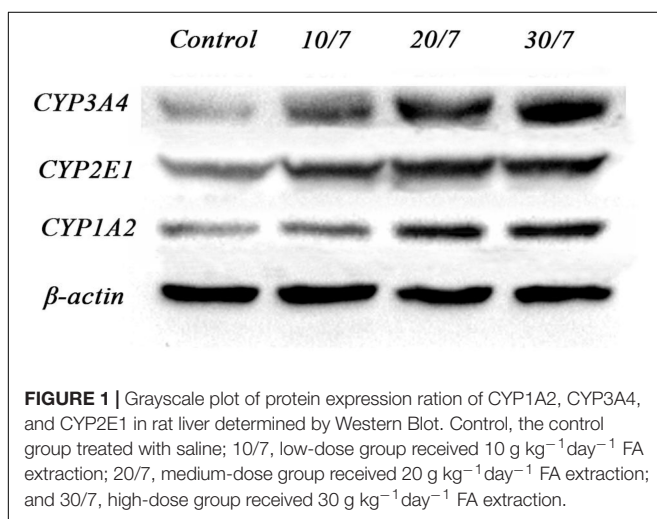 Control 10/7 20/7 30/7
CYP3A4
CYP2E1
CYP1A2
β-actin
FIGURE 1 | Grayscale plot of protein expression ration of CYP1A2, CYP3A4,
and CYP2E1 in rat liver determined by Western Blot. Control, the control
group treated with saline; 10/7, low-dose group received 10 g kg⁻¹day⁻¹ FA
extraction; 20/7, medium-dose group received 20 g kg⁻¹day⁻¹ FA extraction;
and 30/7, high-dose group received 30 g kg⁻¹day⁻¹ FA extraction.